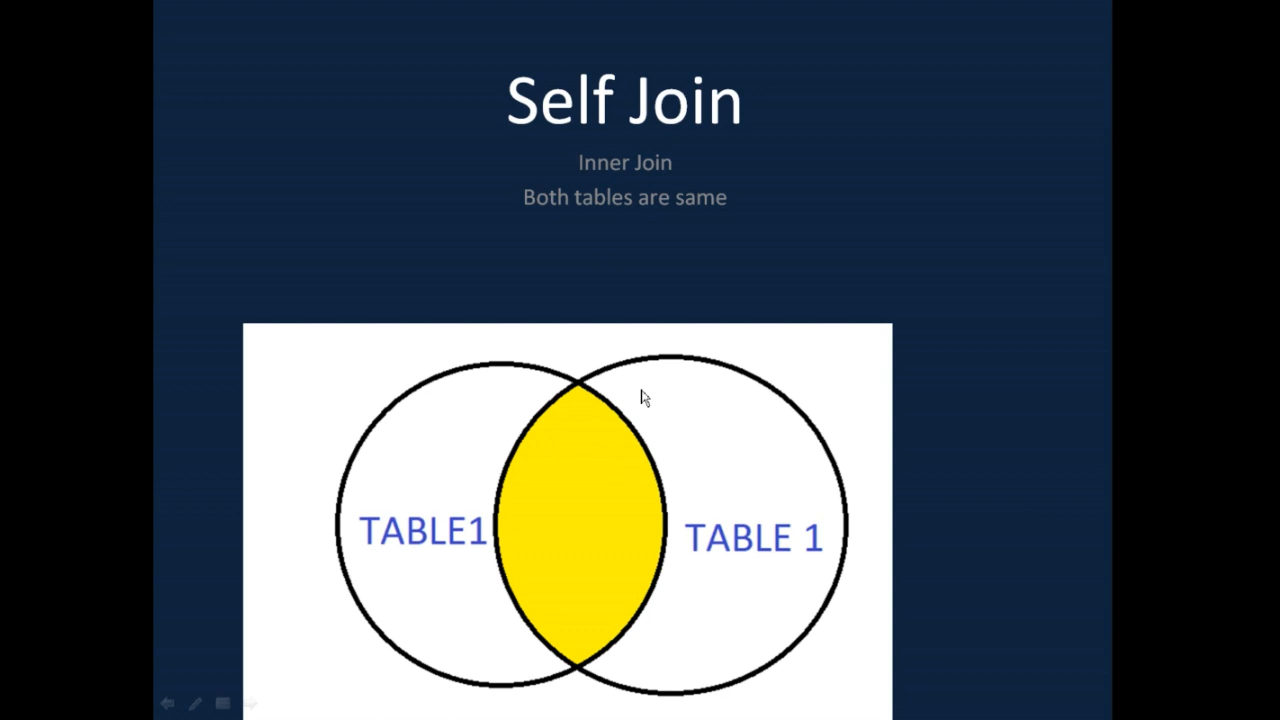 Self Join
Inner Join
Both tables are same
TABLE1
TABLE 1